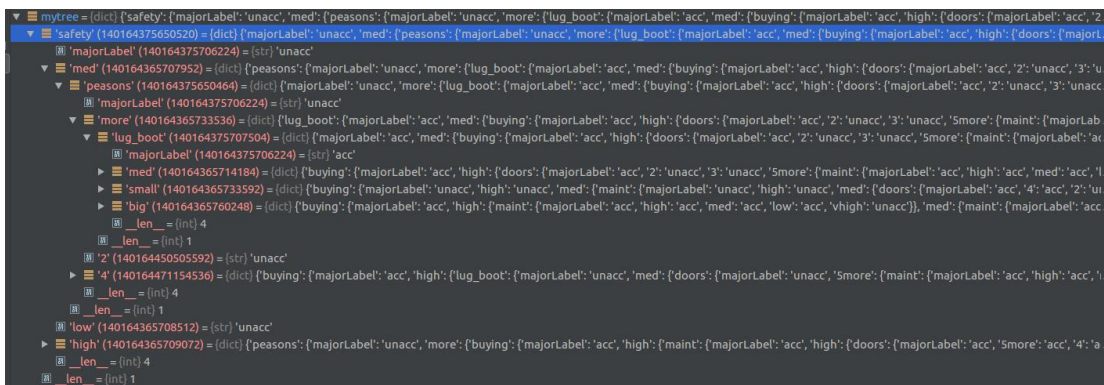 mytree = {dict} {'safety': {'majorLabel': 'unacc', 'med': {'peasons': {'majorLabel': 'unacc', 'more': {'lug_boot': {'majorLabel': 'acc', 'med': {'buying': {'majorLabel': 'acc', 'high': {'doors': {'majorLabel': 'acc', '2
'safety' (140164375650520) = {dict} {'majorLabel': 'unacc', 'med': {'peasons': {'majorLabel': 'unacc', 'more': {'lug_boot': {'majorLabel': 'acc', 'med': {'buying': {'majorLabel': 'acc', 'high': {'doors': {'majorL
'majorLabel' (140164375706224) = {str} 'unacc'
'med' (140164365707952) = {dict} {'peasons': {'majorLabel': 'unacc', 'more': {'lug_boot': {'majorLabel': 'acc', 'med': {'buying': {'majorLabel': 'acc', 'high': {'doors': {'majorLabel': 'acc', '2': 'unacc', '3': 'u
'peasons' (140164375650464) = {dict} {'majorLabel': 'unacc', 'more': {'lug_boot': {'majorLabel': 'acc', 'med': {'buying': {'majorLabel': 'acc', 'high': {'doors': {'majorLabel': 'acc', '2': 'unacc', '3': 'unacc
'majorLabel' (140164375706224) = {str} 'unacc'
'more' (140164365733536) = {dict} {'lug_boot': {'majorLabel': 'acc', 'med': {'buying': {'majorLabel': 'acc', 'high': {'doors': {'majorLabel': 'acc', '2': 'unacc', '3': 'unacc', '5more': {'maint': {'majorLab
'lug_boot' (140164375707504) = {dict} {'majorLabel': 'acc', 'med': {'buying': {'majorLabel': 'acc', 'high': {'doors': {'majorLabel': 'acc', '2': 'unacc', '3': 'unacc', '5more': {'maint': {'majorLabel': 'ac
'majorLabel' (140164375706224) = {str} 'acc'
'med' (140164365714184) = {dict} {'buying': {'majorLabel': 'acc', 'high': {'doors': {'majorLabel': 'acc', '2': 'unacc', '3': 'unacc', '5more': {'maint': {'majorLabel': 'acc', 'high': 'acc', 'med': 'acc', 'l
'small' (140164365733592) = {dict} {'buying': {'majorLabel': 'unacc', 'high': 'unacc', 'med': {'maint': {'majorLabel': 'unacc', 'high': 'unacc', 'med': {'doors': {'majorLabel': 'acc', '4': 'acc', '2': 'u
'big' (140164365760248) = {dict} {'buying': {'majorLabel': 'acc', 'high': {'maint': {'majorLabel': 'acc', 'high': 'acc', 'med': 'acc', 'low': 'acc', 'vhigh': 'unacc'}}, 'med': {'maint': {'majorLabel': 'acc
__len__ = {int} 4
__len__ = {int} 1
'2' (140164450505592) = {str} 'unacc'
'4' (140164471154536) = {dict} {'buying': {'majorLabel': 'acc', 'high': {'lug_boot': {'majorLabel': 'unacc', 'med': {'doors': {'majorLabel': 'unacc', '5more': {'maint': {'majorLabel': 'acc', 'high': 'acc',
__len__ = {int} 4
__len__ = {int} 1
'low' (140164365708512) = {str} 'unacc'
'high' (140164365709072) = {dict} {'peasons': {'majorLabel': 'unacc', 'more': {'buying': {'majorLabel': 'acc', 'high': {'maint': {'majorLabel': 'acc', 'high': {'doors': {'majorLabel': 'acc', '5more': 'acc', '4': 'a
__len__ = {int} 4
__len__ = {int} 1